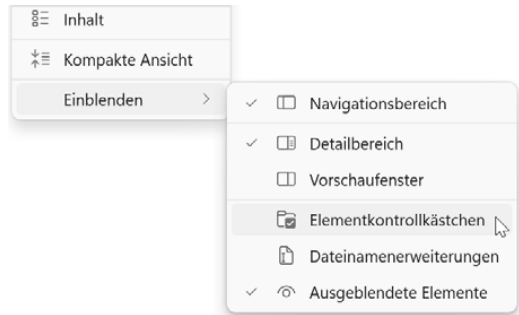 Inhalt
Kompakte Ansicht
Einblenden
Navigationsbereich
Detailbereich
Vorschaufenster
Elementkontrollkästchen
Dateinamenerweiterungen
Ausgeblendete Elemente